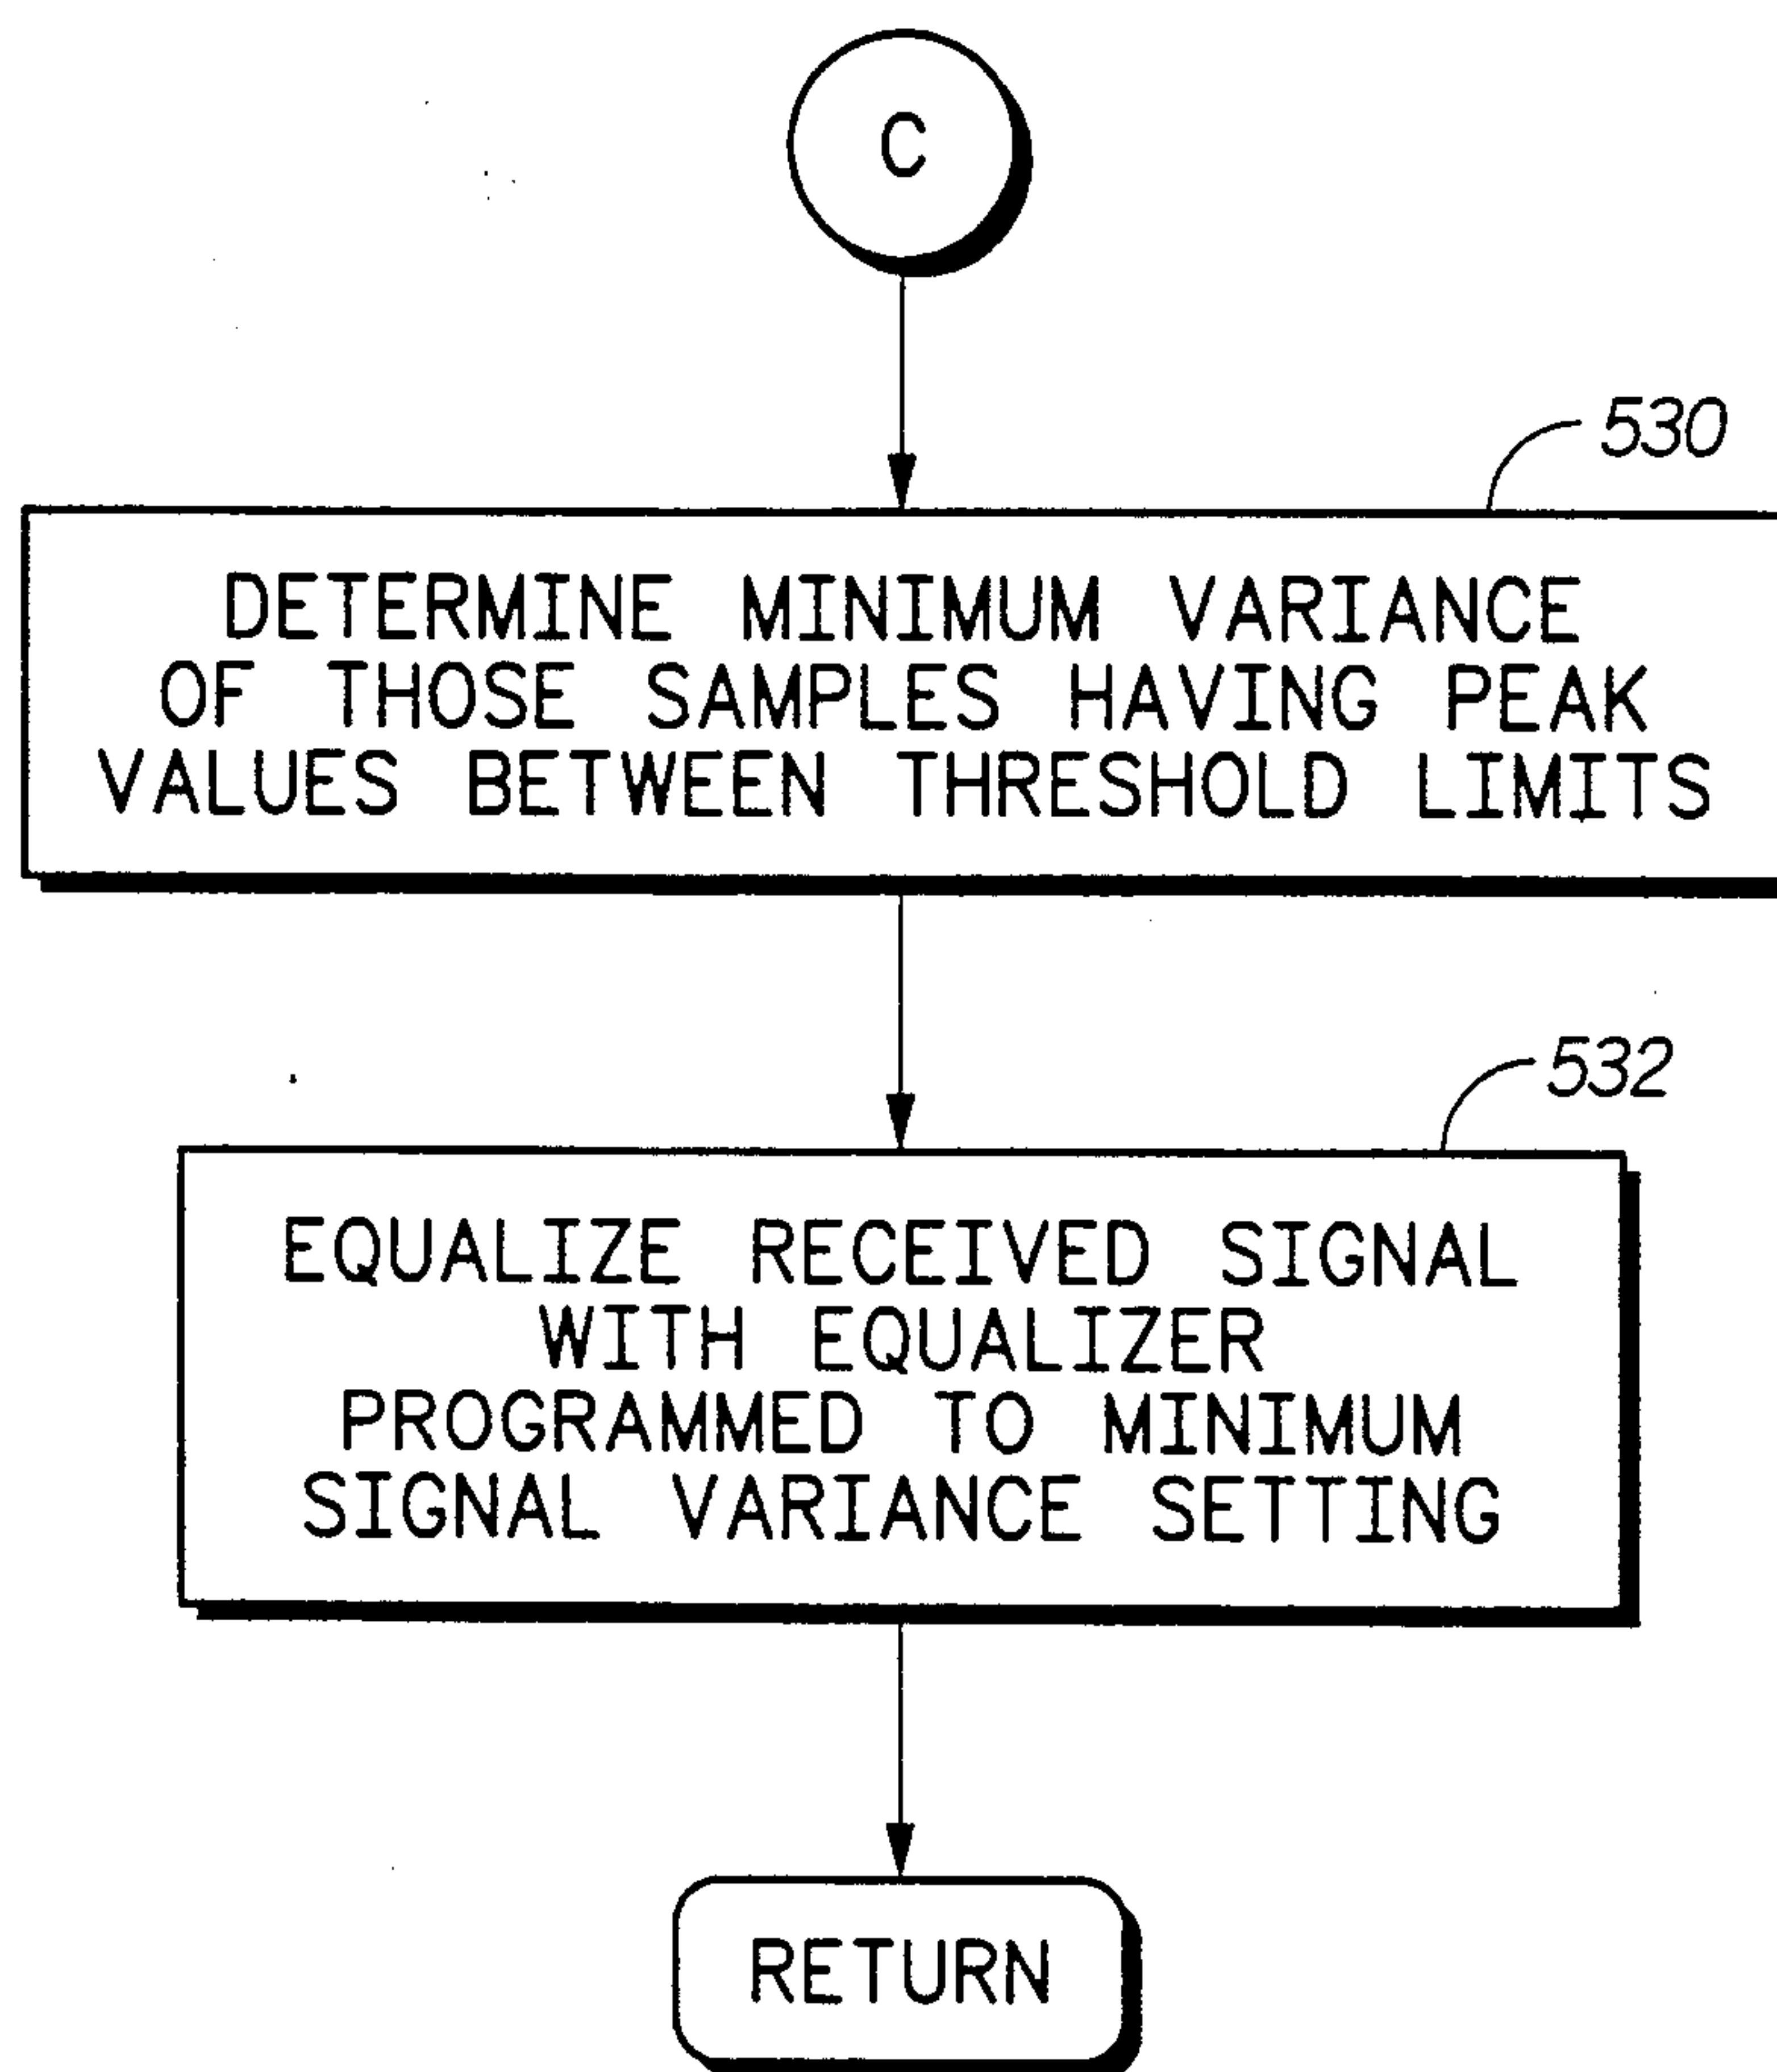 C
530
DETERMINE MINIMUM VARIANCE
OF THOSE SAMPLES HAVING PEAK
VALUES BETWEEN THRESHOLD LIMITS
532
EQUALIZE RECEIVED SIGNAL
WITH EQUALIZER
PROGRAMMED TO MINIMUM
SIGNAL VARIANCE SETTING
RETURN